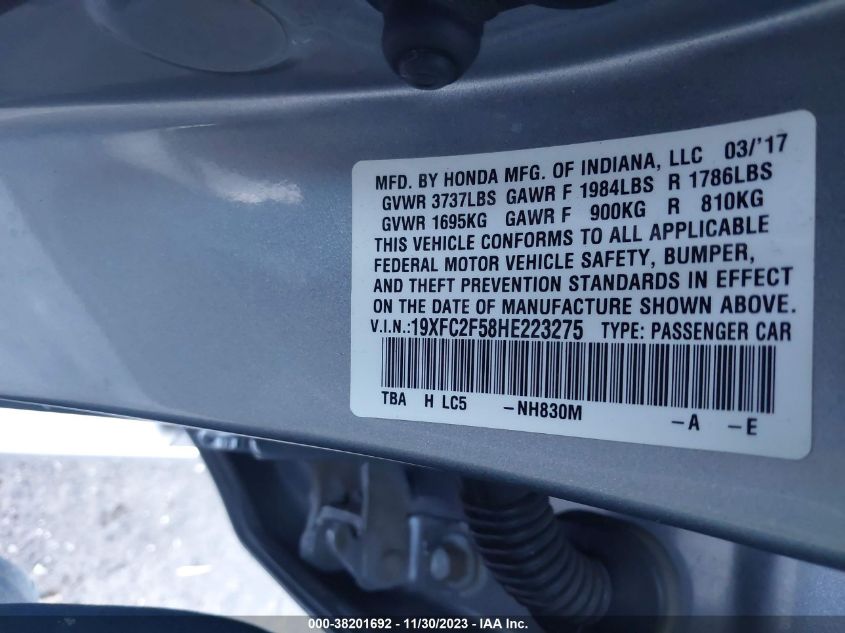 MFD. BY HONDA MFG. OF INDIANA, LLC 03/'17
GVWR 3737LBS GAWR F 1984LBS R 1786LBS
GVWR 1695KG GAWR F 900KG R 810KG
THIS VEHICLE CONFORMS TO ALL APPLICABLE
FEDERAL MOTOR VEHICLE SAFETY, BUMPER,
AND THEFT PREVENTION STANDARDS IN EFFECT
ON THE DATE OF MANUFACTURE SHOWN ABOVE.
V.I.N.:19XFC2F58HE223275 TYPE: PASSENGER CAR
TBA H LC5 -NH830M -A -E
000-38201692 - 11/30/2023 - IAA Inc.